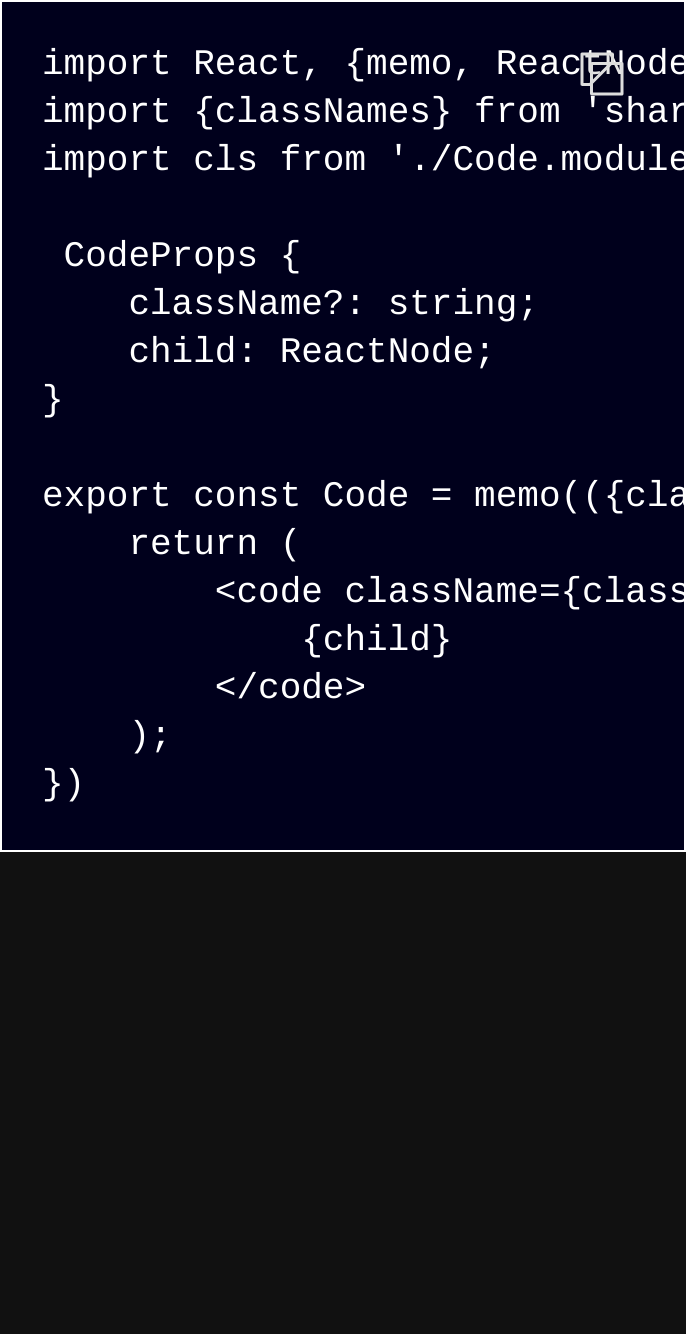 import React, {memo, ReactNode
import {classNames} from 'shar
import cls from './Code.module
 CodeProps {
    className?: string;
    child: ReactNode;
}
export const Code = memo(({cla
    return (
        <code className={class
            {child}
        </code>
    );
})